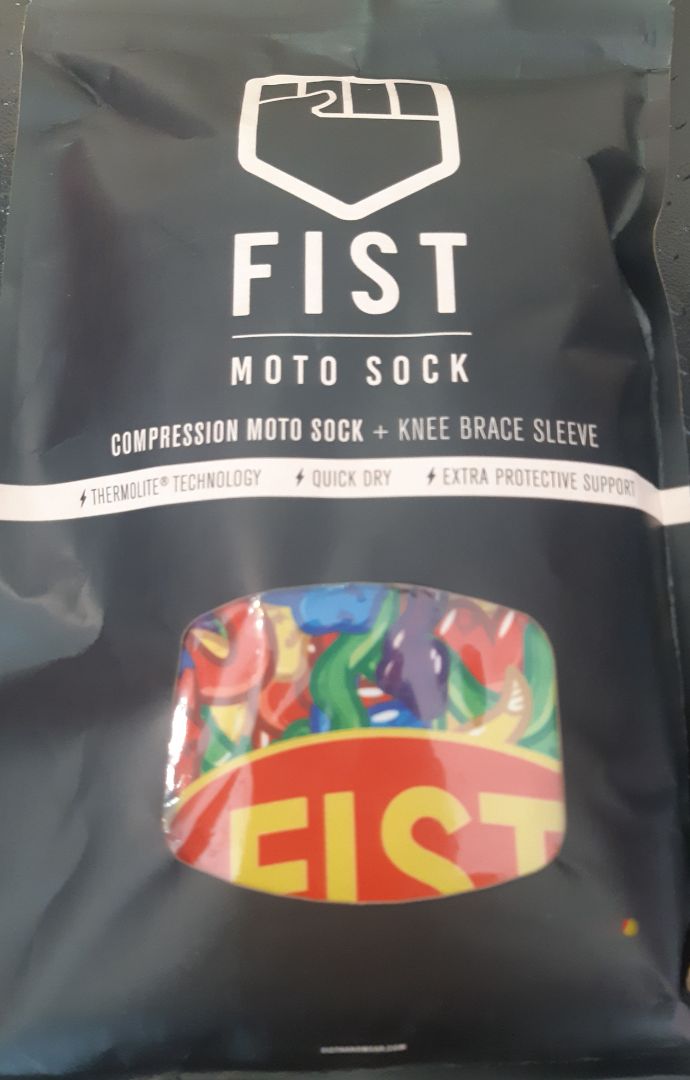 FIST
MOTO SOCK
COMPRESSION MOTO SOCK + KNEE BRACE SLEEVE
THERMOLITE® TECHNOLOGY QUICK DRY EXTRA PROTECTIVE SUPPORT
FIST